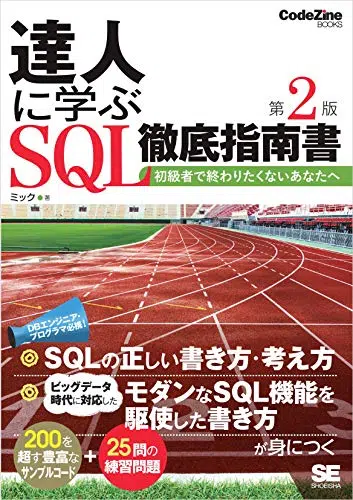 CodeZine
BOOKS
達人
に学ぶ
第2版
SQL徹底指南書
初級者で終わりたくないあなたへ
ミック●著
DBエンジニア・
プログラマ必携!
SQLの正しい書き方・考え方
ビッグデータ
時代に対応した
モダンなSQL機能を
駆使した書き方
200を
超す豊富な
サンプルコード
+
25問の
練習問題
が身につく
SE
SHOEISHA